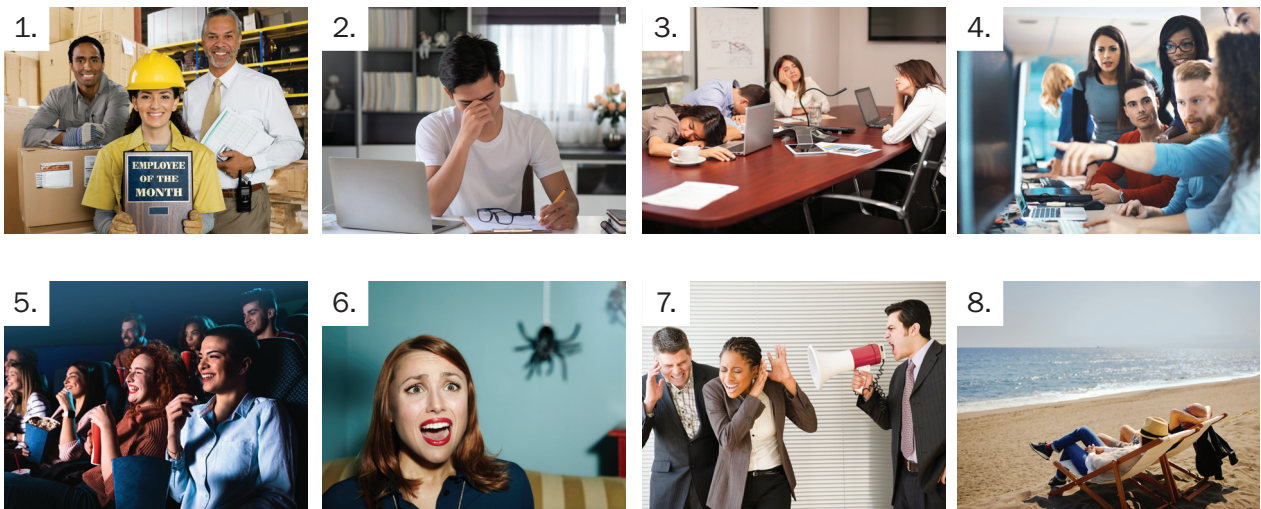 1.
2.
3.
4.
EMPLOYEE
OF THE
MONTH
5.
6.
7.
8.